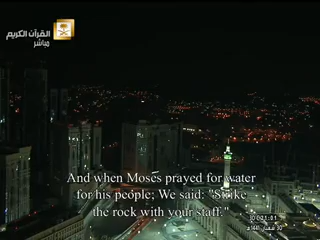 القرآن الكريم
مباشر
And when Moses prayed for water
for his people; We said: "Strike
the rock with your staff."